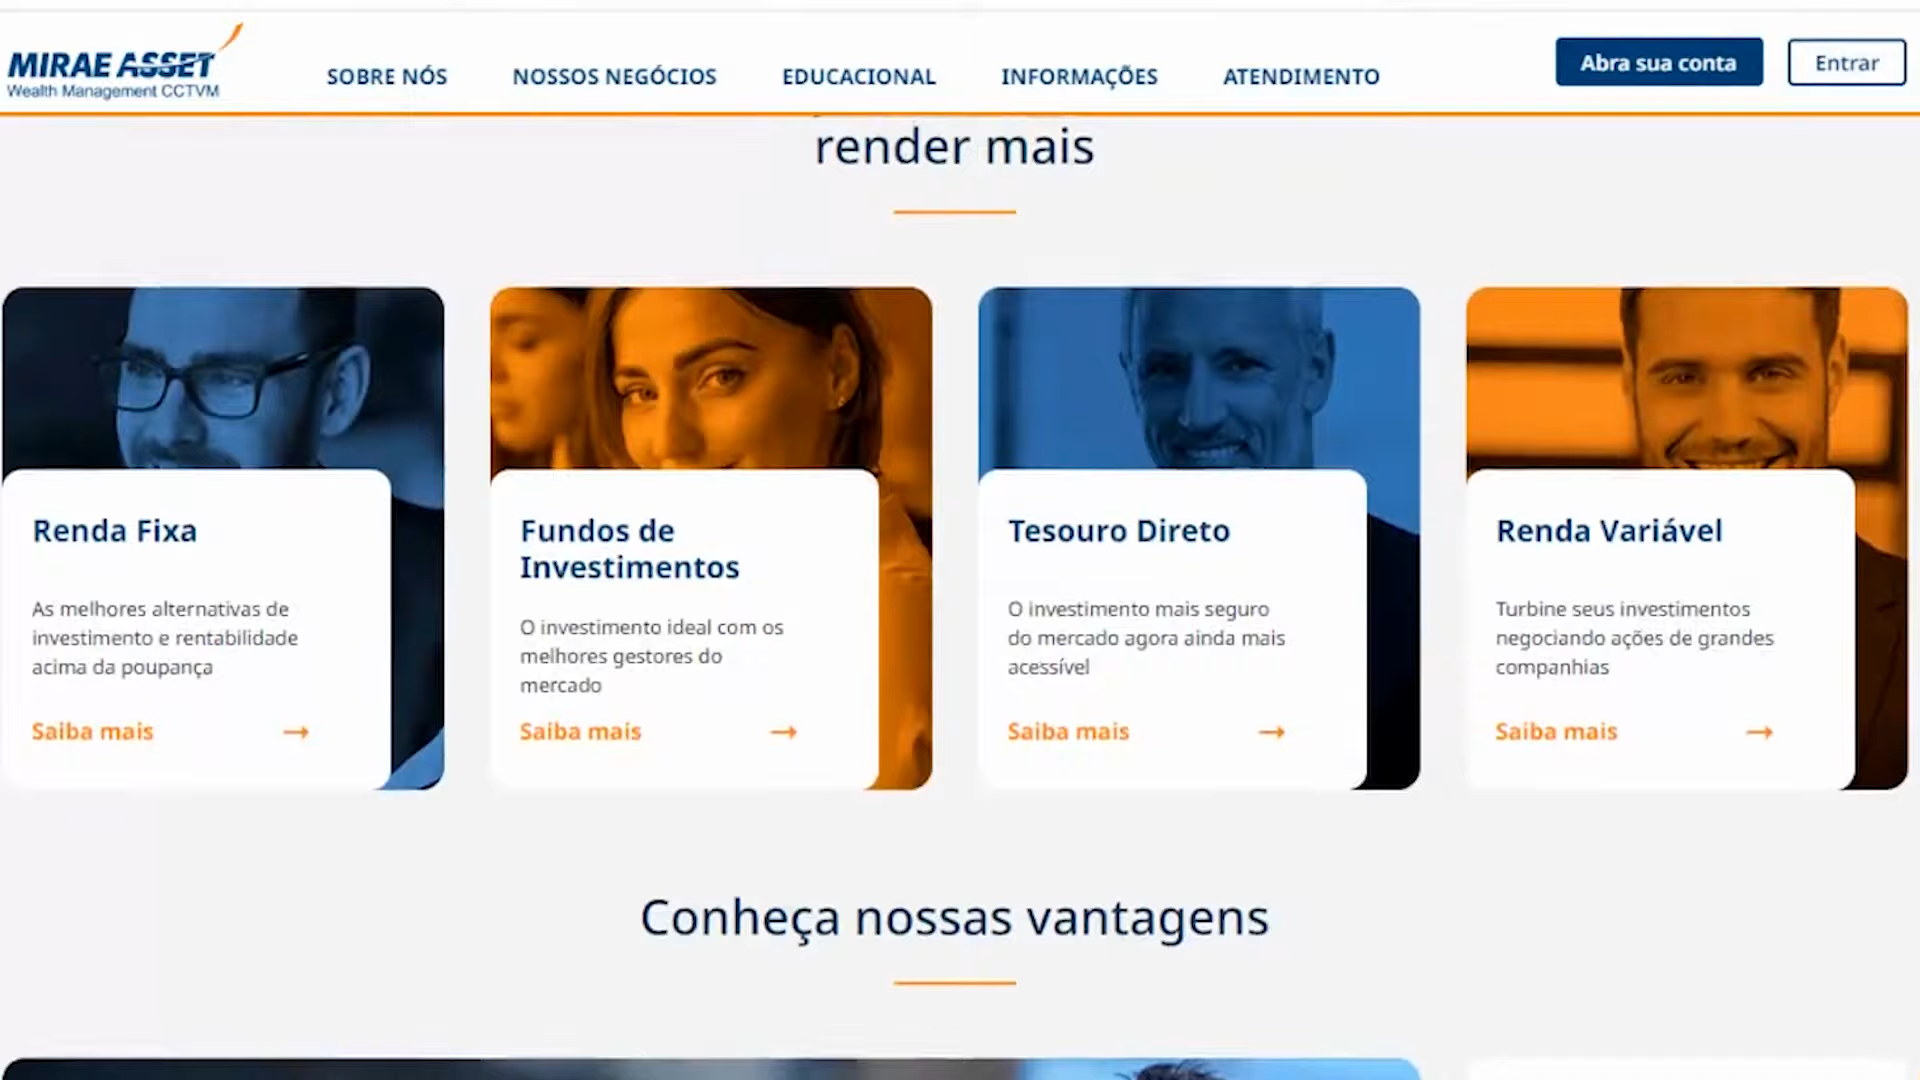 MIRAE ASSET
Wealth Management CCTVM
SOBRE NÓS
NOSSOS NEGÓCIOS
EDUCACIONAL
INFORMAÇÕES
ATENDIMENTO
Abra sua conta
Entrar
render mais
Renda Fixa
As melhores alternativas de
investimento e rentabilidade
acima da poupança
Saiba mais →
Fundos de
Investimentos
O investimento ideal com os
melhores gestores do
mercado
Saiba mais →
Tesouro Direto
O investimento mais seguro
do mercado agora ainda mais
acessível
Saiba mais →
Renda Variável
Turbine seus investimentos
negociando ações de grandes
companhias
Saiba mais →
Conheça nossas vantagens